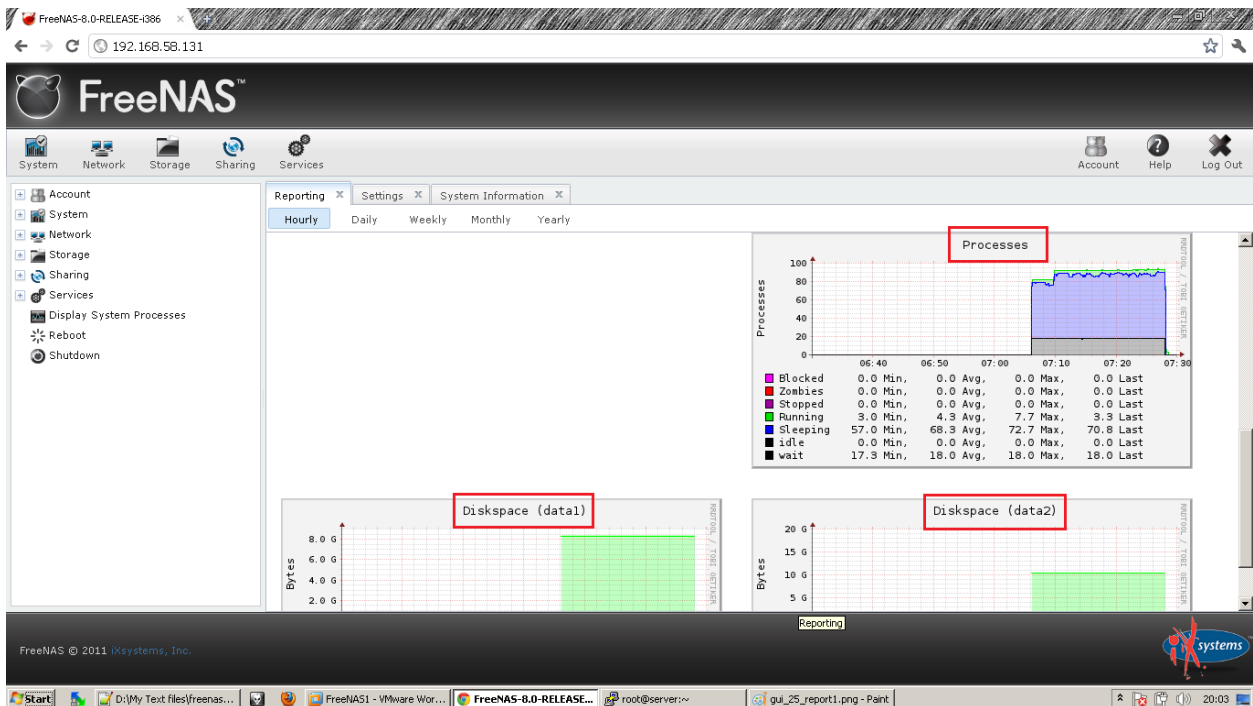 FreeNAS-8.0-RELEASE-i386
192.168.58.131
FreeNAS™
System Network Storage Sharing Services Account Help Log Out
Account
System
Network
Storage
Sharing
Services
Display System Processes
Reboot
Shutdown
Reporting X Settings X System Information X
Hourly Daily Weekly Monthly Yearly
Processes
RRDTOOL / TOBI OETIKER
Processes
100
80
60
40
20
0
06:40 06:50 07:00 07:10 07:20 07:30
Blocked 0.0 Min, 0.0 Avg, 0.0 Max, 0.0 Last
Zombies 0.0 Min, 0.0 Avg, 0.0 Max, 0.0 Last
Stopped 0.0 Min, 0.0 Avg, 0.0 Max, 0.0 Last
Running 3.0 Min, 4.3 Avg, 7.7 Max, 3.3 Last
Sleeping 57.0 Min, 68.3 Avg, 72.7 Max, 70.8 Last
idle 0.0 Min, 0.0 Avg, 0.0 Max, 0.0 Last
wait 17.3 Min, 18.0 Avg, 18.0 Max, 18.0 Last
Diskspace (data1)
RRDTOOL / TOBI OETIKER
Bytes
8.0 G
6.0 G
4.0 G
2.0 G
Diskspace (data2)
RRDTOOL / TOBI OETIKER
Bytes
20 G
15 G
10 G
5 G
Reporting
FreeNAS © 2011 iXsystems, Inc.
iXsystems
Start D:\My Text files\freenas... FreeNAS1 - VMware Wor... FreeNAS-8.0-RELEASE... root@server:~ gui_25_report1.png - Paint 20:03